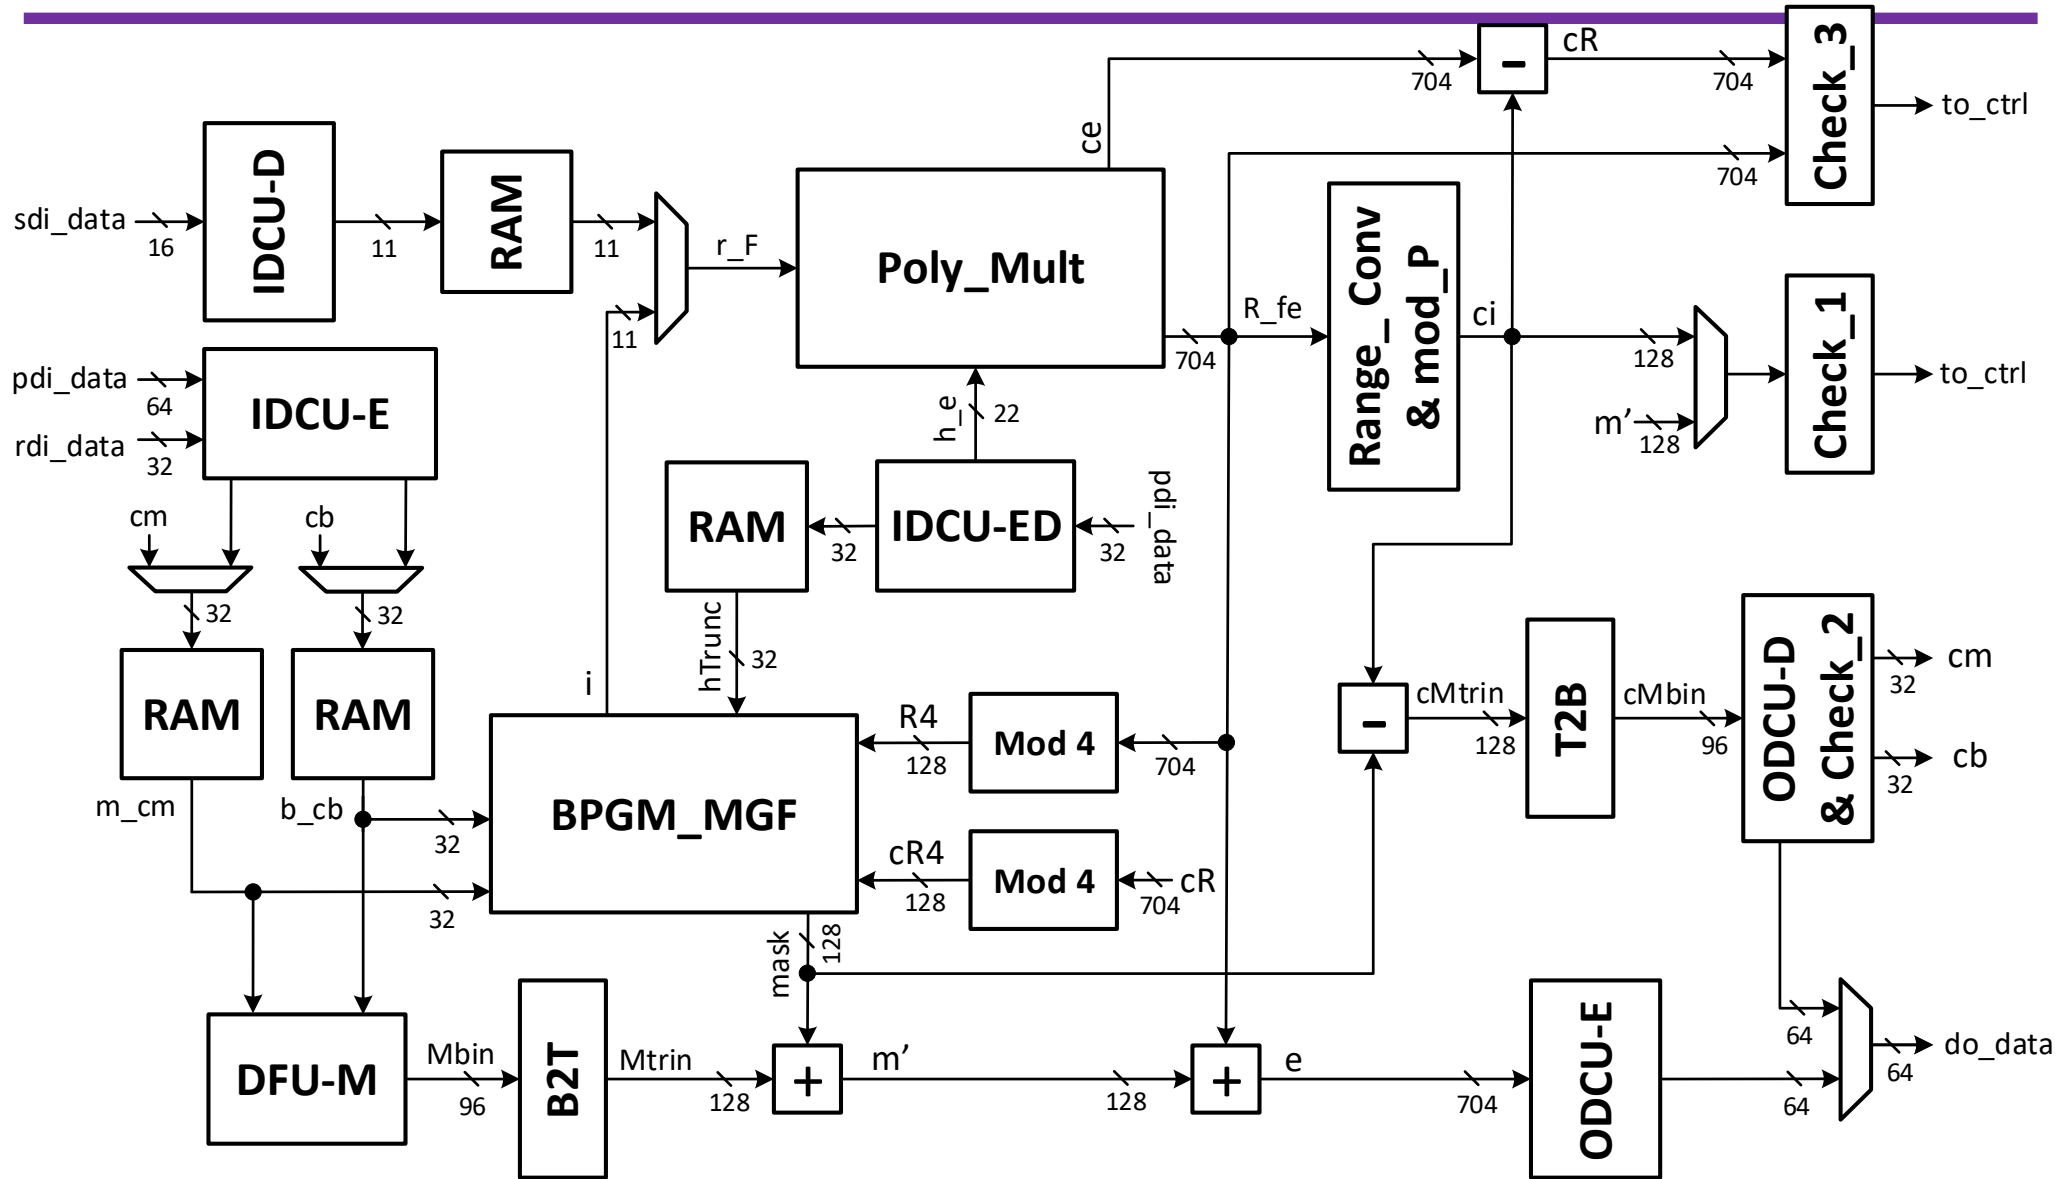 cR
704
704
Check_3
to_ctrl
ce
704
sdi_data
16
IDCU-D
11
RAM
11
r_F
11
Poly_Mult
704
R_fe
Range_Conv
& mod_P
ci
128
m’
128
Check_1
to_ctrl
pdi_data
64
rdi_data
32
IDCU-E
h_e
22
cm
cb
32
32
RAM
32
IDCU-ED
32
pdi_data
RAM
RAM
hTrunc
32
i
m_cm
b_cb
32
32
BPGM_MGF
R4
128
Mod 4
704
cR4
128
Mod 4
cR
704
mask
128
-
-
cMtrin
128
T2B
cMbin
96
ODCU-D
& Check_2
cm
32
cb
32
DFU-M
Mbin
96
B2T
Mtrin
128
+
m’
128
+
e
704
ODCU-E
64
64
do_data
64